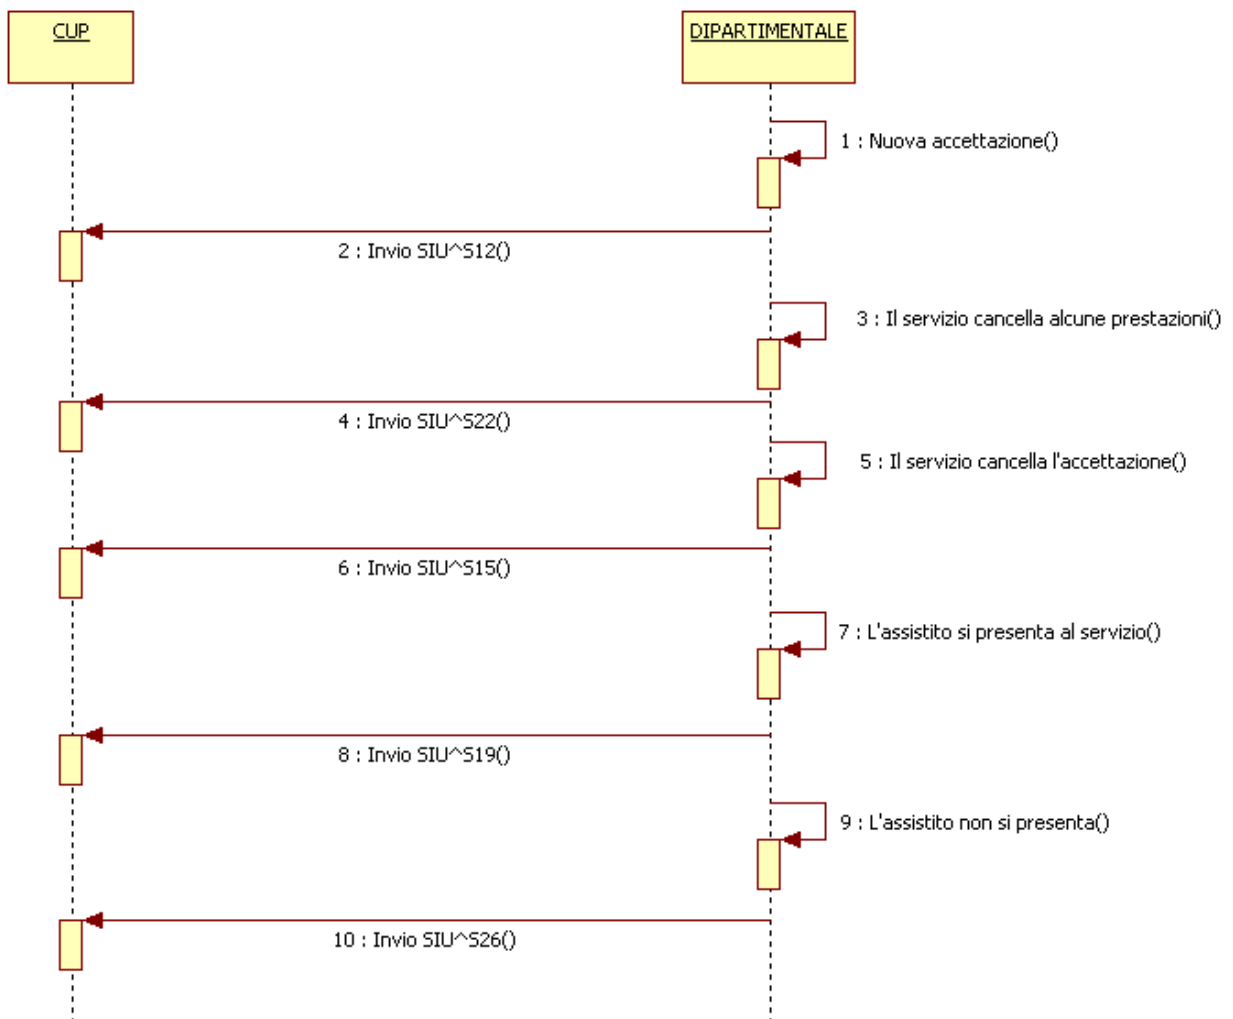 CUP
DIPARTIMENTALE
1 : Nuova accettazione()
2 : Invio SIU^S12()
3 : Il servizio cancella alcune prestazioni()
4 : Invio SIU^S22()
5 : Il servizio cancella l'accettazione()
6 : Invio SIU^S15()
7 : L'assistito si presenta al servizio()
8 : Invio SIU^S19()
9 : L'assistito non si presenta()
10 : Invio SIU^S26()